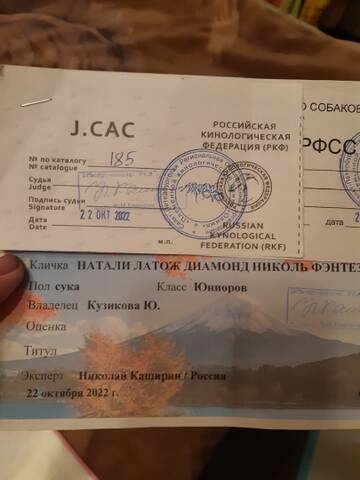 О СОБАКОВ
J.CAC
РОССИЙСКАЯ
КИНОЛОГИЧЕСКАЯ
ФЕДЕРАЦИЯ (РКФ)
РФСС
№ по каталогу 185
№ catalogue
Судья
Judge
Подпись судьи
Signature
Дата 22 ОКТ 2022
Date
м.п.
RUSSIAN
KYNOLOGICAL
FEDERATION (RKF)
Кличка НАТАЛИ ЛАТОЖ ДИАМОНД НИКОЛЬ ФЭНТЕЗ
Пол сука Класс Юниоров
Владелец Кузикова Ю.
Оценка
Титул
Эксперт Николай Каширин / Россия
22 октября 2022 г.